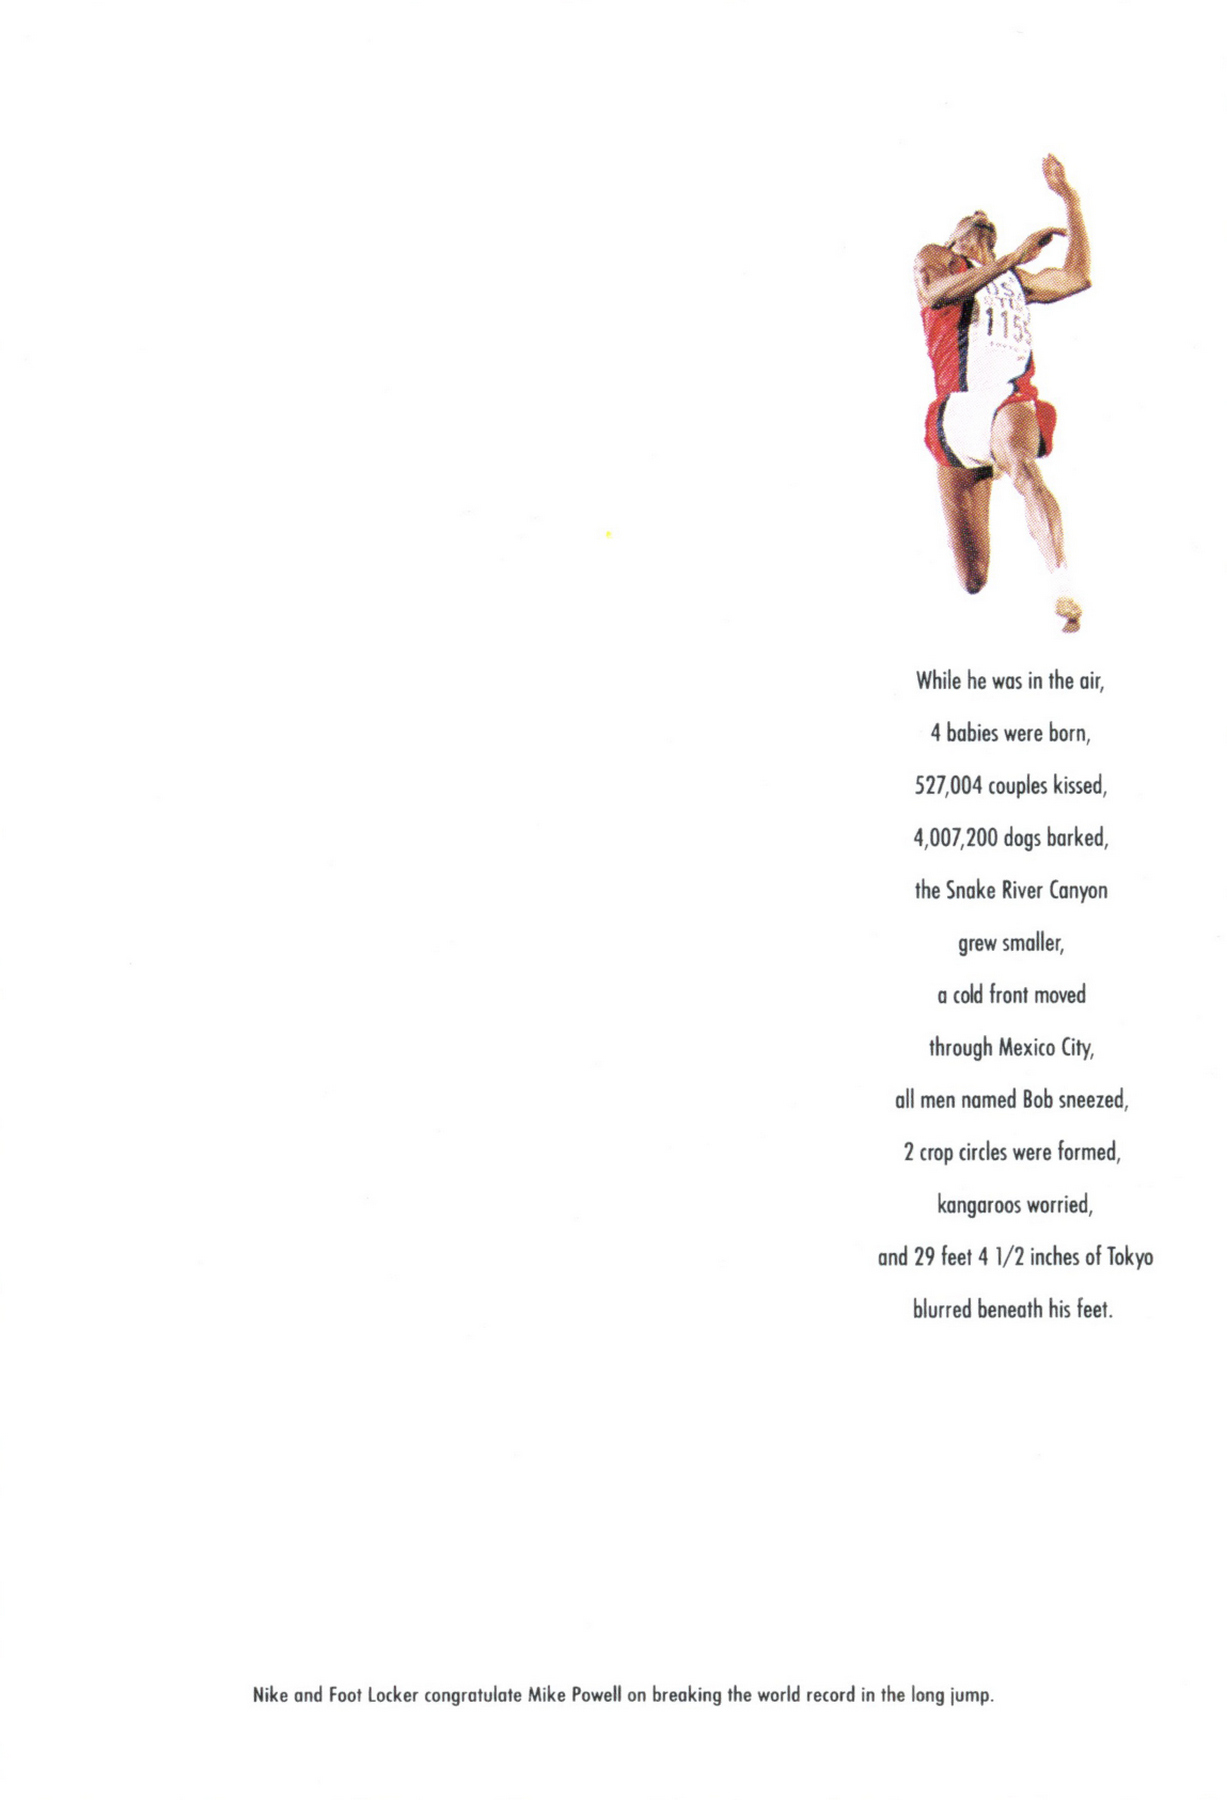 US
115
While he was in the air,
4 babies were born,
527,004 couples kissed,
4,007,200 dogs barked,
the Snake River Canyon
grew smaller,
a cold front moved
through Mexico City,
all men named Bob sneezed,
2 crop circles were formed,
kangaroos worried,
and 29 feet 4 1/2 inches of Tokyo
blurred beneath his feet.
Nike and Foot Locker congratulate Mike Powell on breaking the world record in the long jump.